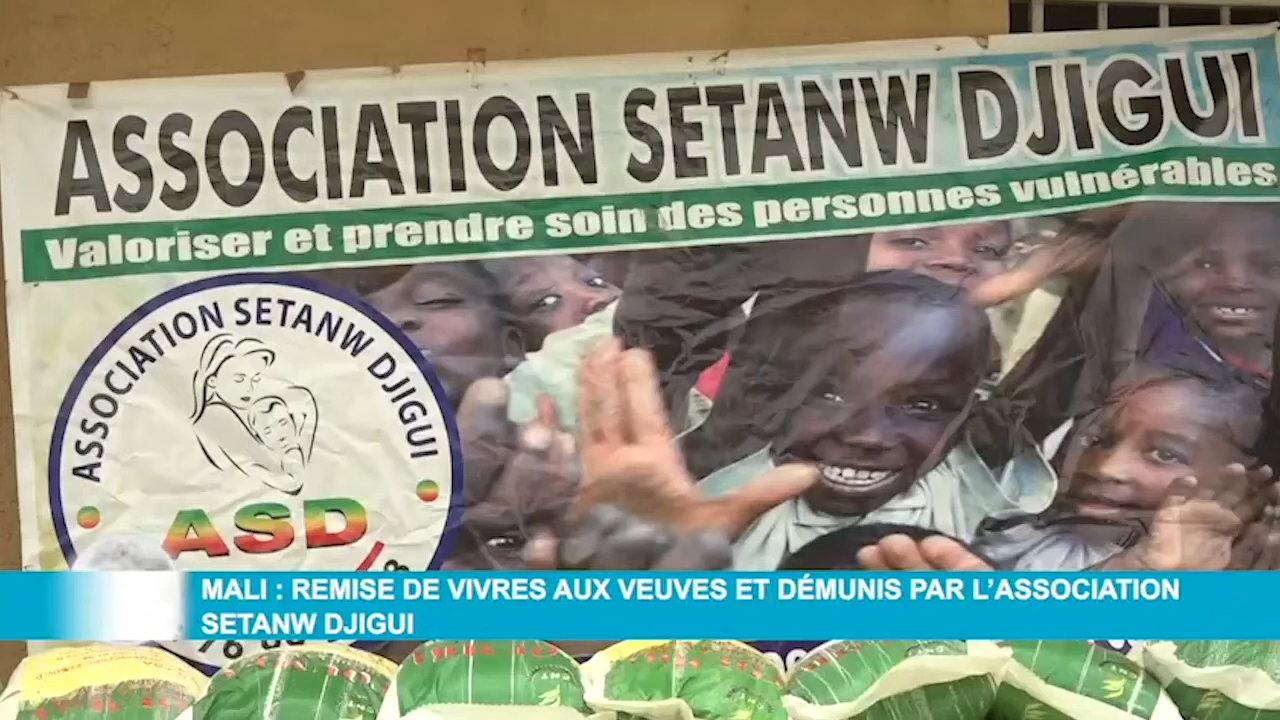 ASSOCIATION SETANW DJIGUI
Valoriser et prendre soin des personnes vulnérables
ASSOCIATION SETANW DJIGUI
ASD
MALI : REMISE DE VIVRES AUX VEUVES ET DÉMUNIS PAR L’ASSOCIATION
SETANW DJIGUI